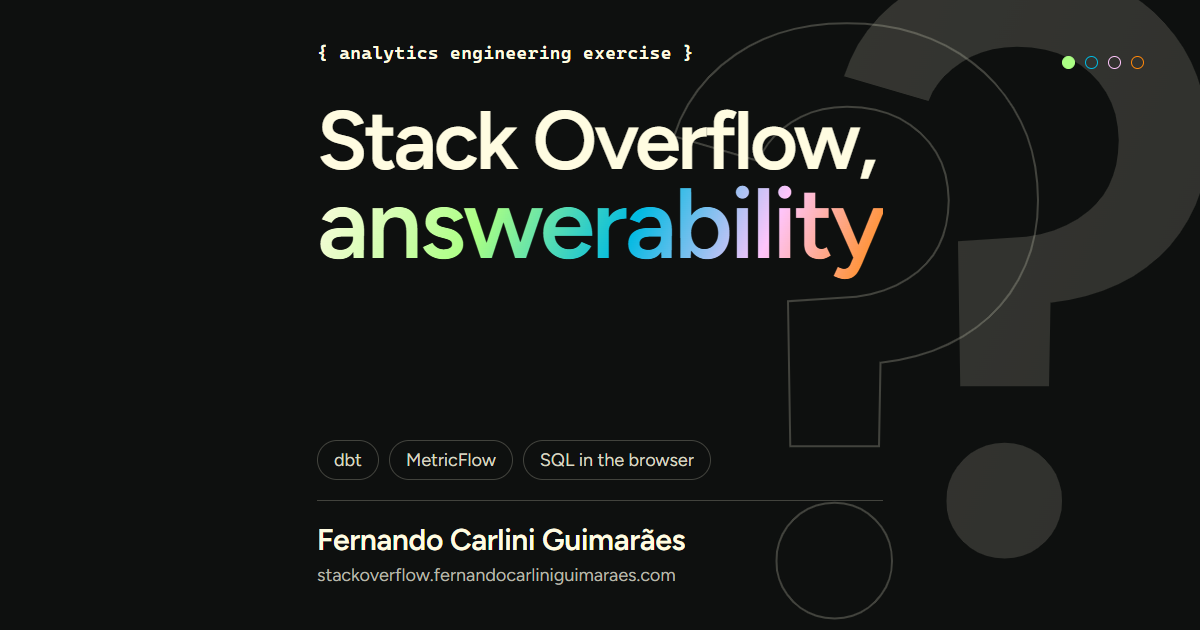 { analytics engineering exercise }
Stack Overflow,
answerability
dbt
MetricFlow
SQL in the browser
Fernando Carlini Guimarães
stackoverflow.fernandocarliniguimaraes.com